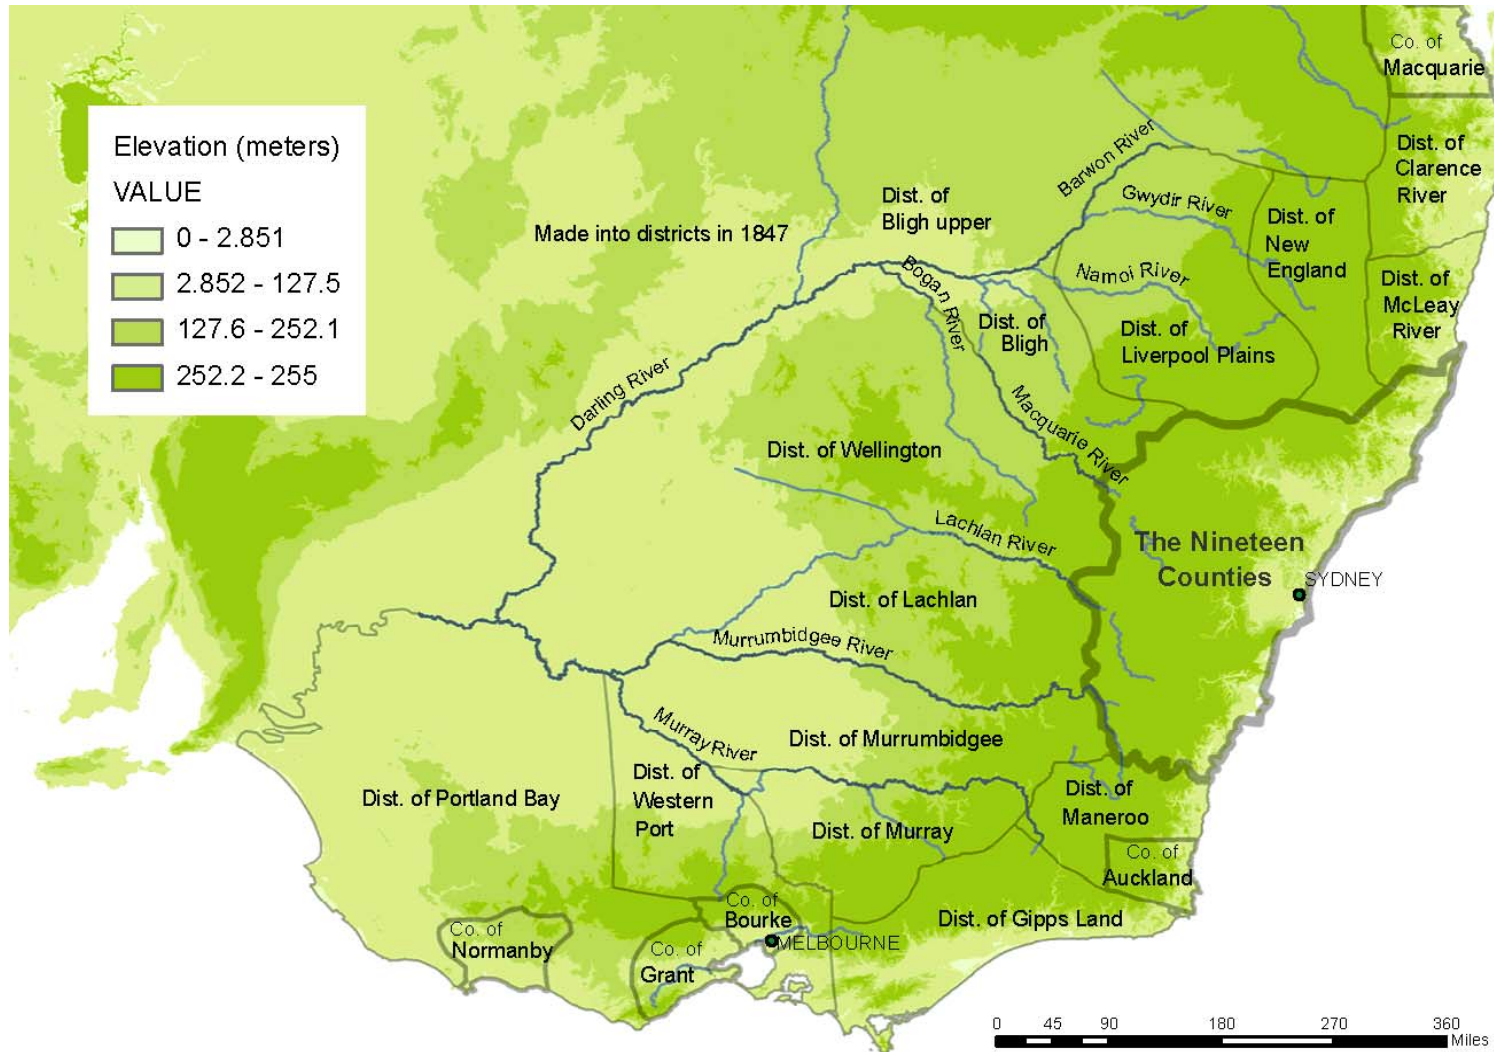 Elevation (meters)
VALUE
0 - 2.851
2.852 - 127.5
127.6 - 252.1
252.2 - 255
Co. of
Macquarie
Dist. of
Clarence
River
Barwon River
Dist. of
Bligh upper
Gwydir River
Dist. of
New
England
Made into districts in 1847
Bogan River
Namoi River
Dist. of
McLeay
River
Dist. of
Bligh
Dist. of
Liverpool Plains
Darling River
Macquarie River
Dist. of Wellington
Lachlan River
The Nineteen
Counties
SYDNEY
Dist. of Lachlan
Murrumbidgee River
Murray River
Dist. of Murrumbidgee
Dist. of
Western
Port
Dist. of Portland Bay
Dist. of
Maneroo
Dist. of Murray
Co. of
Auckland
Co. of
Bourke
Dist. of Gipps Land
MELBOURNE
Co. of
Normanby
Co. of
Grant
0 45 90 180 270 360
Miles